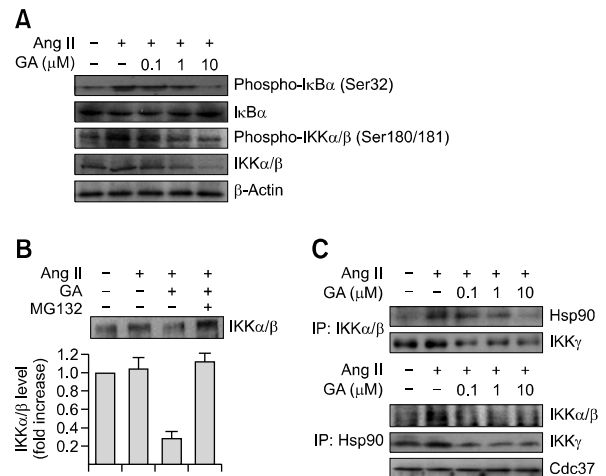 A
Ang II – + + + +
GA (μM) – – 0.1 1 10
Phospho-IκBα (Ser32)
IκBα
Phospho-IKKα/β (Ser180/181)
IKKα/β
β-Actin
B
Ang II – + + +
GA – – + +
MG132 – – – +
IKKα/β
IKKα/β level
(fold increase)
1.2
1.0
0.8
0.6
0.4
0.2
C
Ang II – + + + +
GA (μM) – – 0.1 1 10
IP: IKKα/β
Hsp90
IKKγ
Ang II – + + + +
GA (μM) – – 0.1 1 10
IP: Hsp90
IKKα/β
IKKγ
Cdc37